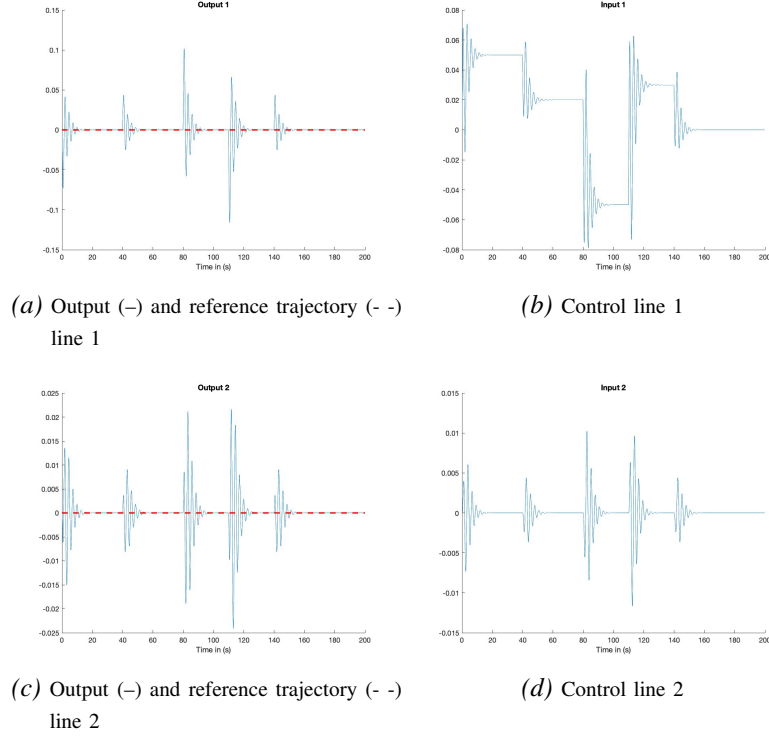 Output 1
0.15
0.1
0.05
0
-0.05
-0.1
-0.15
0 20 40 60 80 100 120 140 160 180 200
Time in (s)
(a) Output (–) and reference trajectory (- -)
line 1
Input 1
0.08
0.06
0.04
0.02
0
-0.02
-0.04
-0.06
-0.08
0 20 40 60 80 100 120 140 160 180 200
Time in (s)
(b) Control line 1
Output 2
0.025
0.02
0.015
0.01
0.005
0
-0.005
-0.01
-0.015
-0.02
-0.025
0 20 40 60 80 100 120 140 160 180 200
Time in (s)
(c) Output (–) and reference trajectory (- -)
line 2
Input 2
0.015
0.01
0.005
0
-0.005
-0.01
-0.015
0 20 40 60 80 100 120 140 160 180 200
Time in (s)
(d) Control line 2